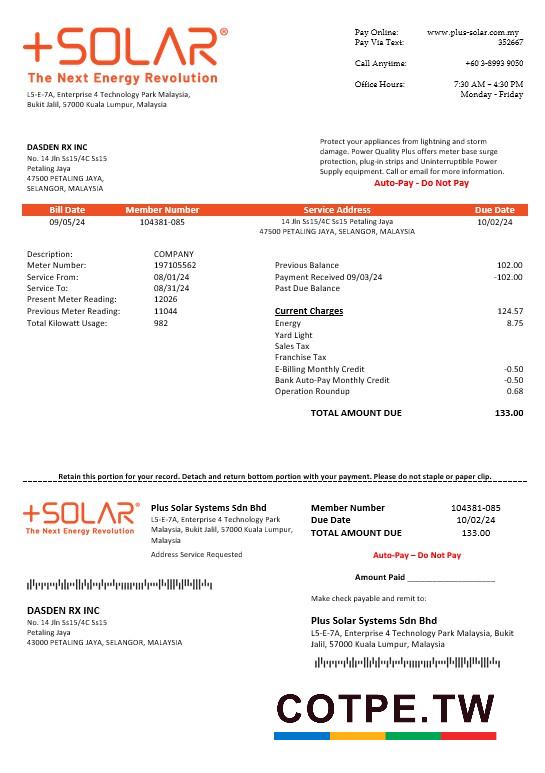 +SOLAR®
The Next Energy Revolution
L5-E-7A, Enterprise 4 Technology Park Malaysia,
Bukit Jalil, 57000 Kuala Lumpur, Malaysia
Pay Online: www.plus-solar.com.my
Pay Via Text: 352667
Call Anytime: +60 3-8993 9050
Office Hours: 7:30 AM – 4:30 PM
Monday - Friday
DASDEN RX INC
No. 14 Jln Ss15/4C Ss15
Petaling Jaya
47500 PETALING JAYA,
SELANGOR, MALAYSIA
Protect your appliances from lightning and storm
damage. Power Quality Plus offers meter base surge
protection, plug-in strips and Uninterruptible Power
Supply equipment. Call or email for more information.
Auto-Pay - Do Not Pay
Bill Date Member Number Service Address Due Date
09/05/24 104381-085 14 Jln Ss15/4C Ss15 Petaling Jaya 10/02/24
47500 PETALING JAYA, SELANGOR, MALAYSIA
Description: COMPANY
Meter Number: 197105562
Service From: 08/01/24
Service To: 08/31/24
Present Meter Reading: 12026
Previous Meter Reading: 11044
Total Kilowatt Usage: 982
Previous Balance 102.00
Payment Received 09/03/24 -102.00
Past Due Balance
Current Charges 124.57
Energy 8.75
Yard Light
Sales Tax
Franchise Tax
E-Billing Monthly Credit -0.50
Bank Auto-Pay Monthly Credit -0.50
Operation Roundup 0.68
TOTAL AMOUNT DUE 133.00
Retain this portion for your record. Detach and return bottom portion with your payment. Please do not staple or paper clip.
+SOLAR®
The Next Energy Revolution
Plus Solar Systems Sdn Bhd
L5-E-7A, Enterprise 4 Technology Park
Malaysia, Bukit Jalil, 57000 Kuala Lumpur,
Malaysia
Address Service Requested
Member Number 104381-085
Due Date 10/02/24
TOTAL AMOUNT DUE 133.00
Auto-Pay – Do Not Pay
Amount Paid ____________________
Make check payable and remit to:
DASDEN RX INC
No. 14 Jln Ss15/4C Ss15
Petaling Jaya
43000 PETALING JAYA, SELANGOR, MALAYSIA
Plus Solar Systems Sdn Bhd
L5-E-7A, Enterprise 4 Technology Park Malaysia, Bukit
Jalil, 57000 Kuala Lumpur, Malaysia
COTPE.TW